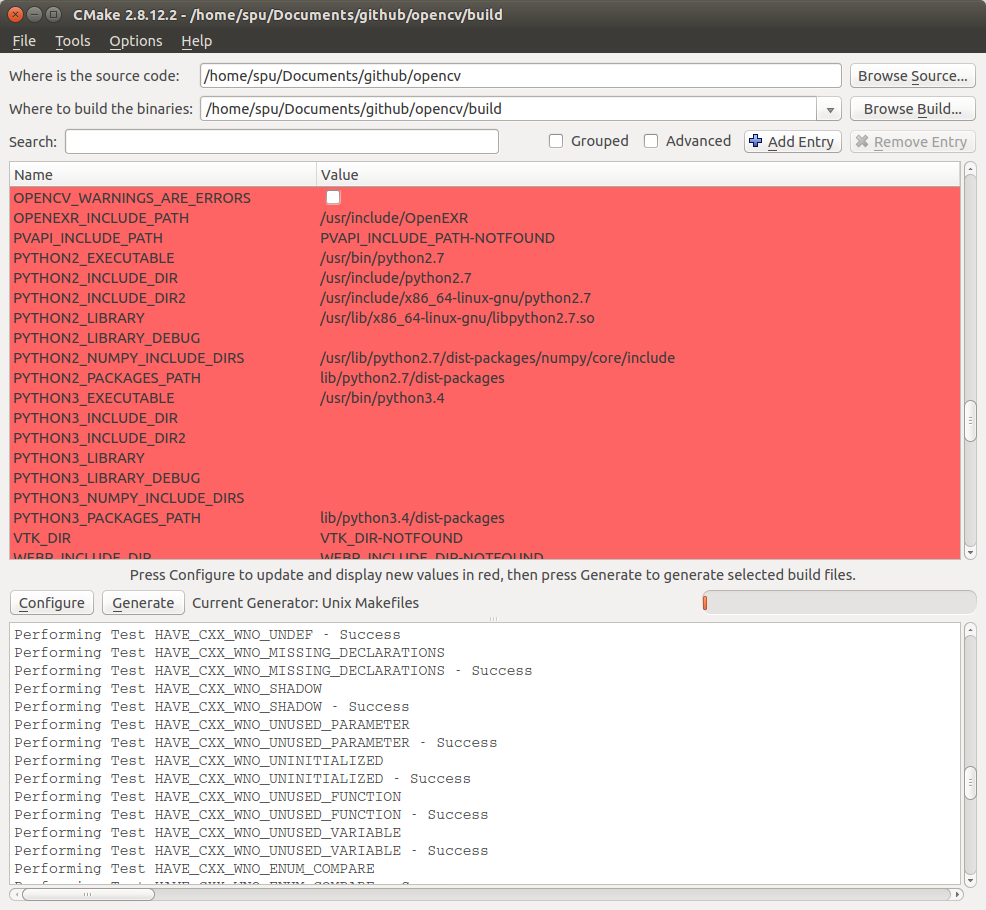 CMake 2.8.12.2 - /home/spu/Documents/github/opencv/build
File Tools Options Help
Where is the source code: /home/spu/Documents/github/opencv Browse Source...
Where to build the binaries: /home/spu/Documents/github/opencv/build Browse Build...
Search: Grouped Advanced Add Entry Remove Entry
Name Value
OPENCV_WARNINGS_ARE_ERRORS
OPENEXR_INCLUDE_PATH /usr/include/OpenEXR
PVAPI_INCLUDE_PATH PVAPI_INCLUDE_PATH-NOTFOUND
PYTHON2_EXECUTABLE /usr/bin/python2.7
PYTHON2_INCLUDE_DIR /usr/include/python2.7
PYTHON2_INCLUDE_DIR2 /usr/include/x86_64-linux-gnu/python2.7
PYTHON2_LIBRARY /usr/lib/x86_64-linux-gnu/libpython2.7.so
PYTHON2_LIBRARY_DEBUG
PYTHON2_NUMPY_INCLUDE_DIRS /usr/lib/python2.7/dist-packages/numpy/core/include
PYTHON2_PACKAGES_PATH lib/python2.7/dist-packages
PYTHON3_EXECUTABLE /usr/bin/python3.4
PYTHON3_INCLUDE_DIR
PYTHON3_INCLUDE_DIR2
PYTHON3_LIBRARY
PYTHON3_LIBRARY_DEBUG
PYTHON3_NUMPY_INCLUDE_DIRS
PYTHON3_PACKAGES_PATH lib/python3.4/dist-packages
VTK_DIR VTK_DIR-NOTFOUND
WEBP_INCLUDE_DIR WEBP_INCLUDE_DIR-NOTFOUND
Press Configure to update and display new values in red, then press Generate to generate selected build files.
Configure Generate Current Generator: Unix Makefiles
Performing Test HAVE_CXX_WNO_UNDEF - Success
Performing Test HAVE_CXX_WNO_MISSING_DECLARATIONS
Performing Test HAVE_CXX_WNO_MISSING_DECLARATIONS - Success
Performing Test HAVE_CXX_WNO_SHADOW
Performing Test HAVE_CXX_WNO_SHADOW - Success
Performing Test HAVE_CXX_WNO_UNUSED_PARAMETER
Performing Test HAVE_CXX_WNO_UNUSED_PARAMETER - Success
Performing Test HAVE_CXX_WNO_UNINITIALIZED
Performing Test HAVE_CXX_WNO_UNINITIALIZED - Success
Performing Test HAVE_CXX_WNO_UNUSED_FUNCTION
Performing Test HAVE_CXX_WNO_UNUSED_FUNCTION - Success
Performing Test HAVE_CXX_WNO_UNUSED_VARIABLE
Performing Test HAVE_CXX_WNO_UNUSED_VARIABLE - Success
Performing Test HAVE_CXX_WNO_ENUM_COMPARE